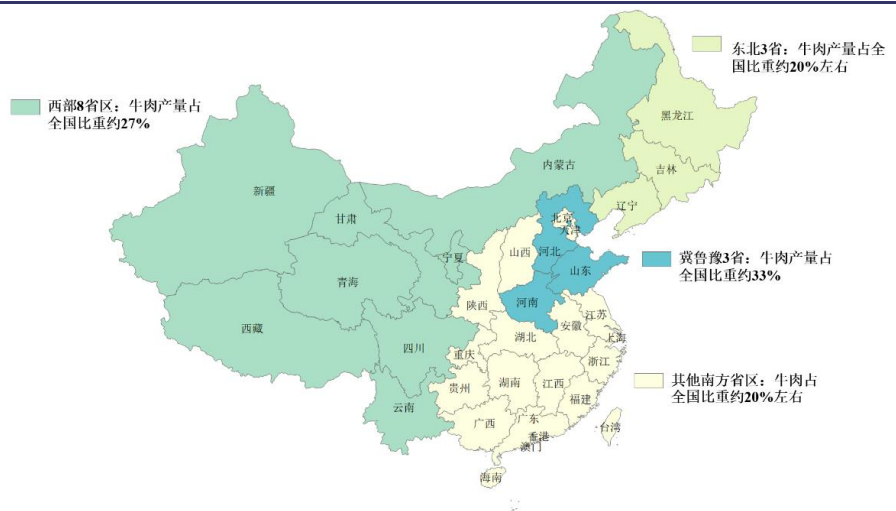 东北3省：牛肉产量占全
国比重约20%左右
西部8省区：牛肉产量占
全国比重约27%
黑龙江
内蒙古
吉林
新疆
辽宁
甘肃
北京
天津
宁夏
山西
河北
冀鲁豫3省：牛肉产量占
全国比重约33%
山东
青海
河南
陕西
西藏
江苏
安徽
湖北
上海
四川
重庆
浙江
其他南方省区：牛肉占
全国比重约20%左右
贵州
湖南
江西
福建
云南
广西
广东
台湾
香港
澳门
海南